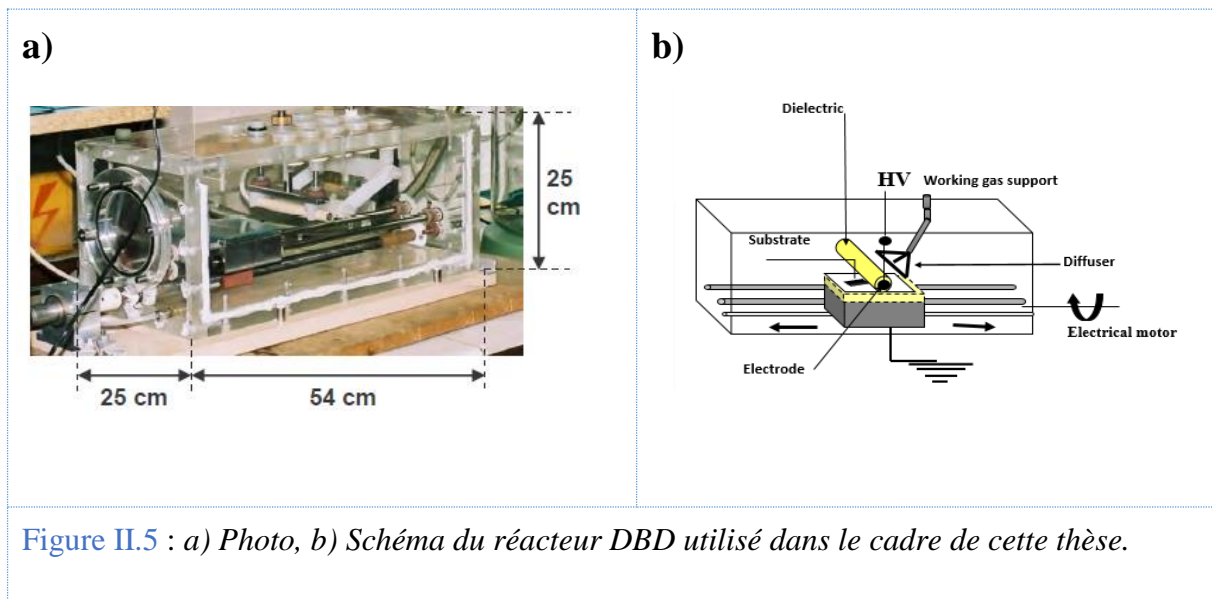 a)
25
cm
25 cm
54 cm
b)
Dielectric
HV
Working gas support
Substrate
Diffuser
Electrical motor
Electrode
Figure II.5 : a) Photo, b) Schéma du réacteur DBD utilisé dans le cadre de cette thèse.